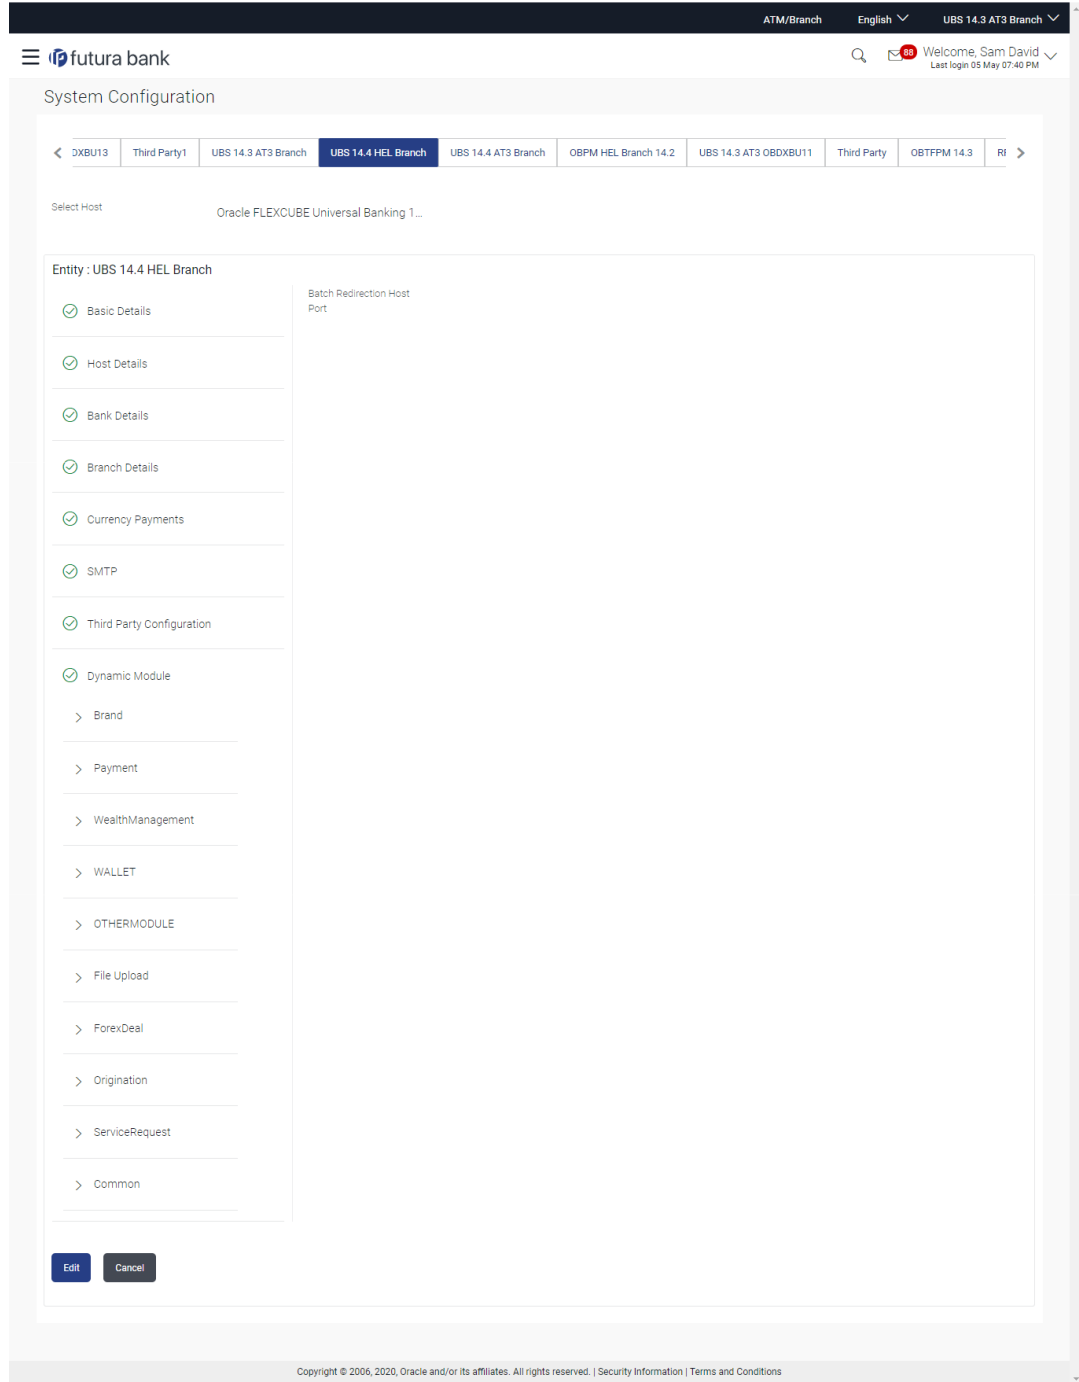 ATM/Branch English UBS 14.3 AT3 Branch
futura bank 88 Welcome, Sam David
Last login 05 May 07:40 PM
System Configuration
DXBU13 Third Party1 UBS 14.3 AT3 Branch UBS 14.4 HEL Branch UBS 14.4 AT3 Branch OBPM HEL Branch 14.2 UBS 14.3 AT3 OBDXBU11 Third Party OBTFPM 14.3
Select Host Oracle FLEXCUBE Universal Banking 1...
Entity : UBS 14.4 HEL Branch
Batch Redirection Host
Port
Basic Details
Host Details
Bank Details
Branch Details
Currency Payments
SMTP
Third Party Configuration
Dynamic Module
Brand
Payment
WealthManagement
WALLET
OTHERMODULE
File Upload
ForexDeal
Origination
ServiceRequest
Common
Edit Cancel
Copyright © 2006, 2020, Oracle and/or its affiliates. All rights reserved. | Security Information | Terms and Conditions